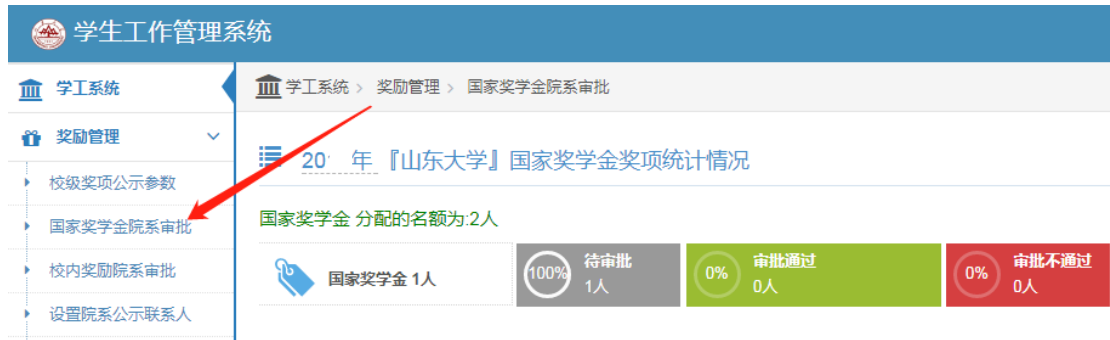 学生工作管理系统
学工系统
学工系统 > 奖励管理 > 国家奖学金院系审批
奖励管理
20 年『山东大学』国家奖学金奖项统计情况
校级奖项公示参数
国家奖学金院系审批
国家奖学金 分配的名额为:2人
校内奖励院系审批
国家奖学金 1人
100%
待审批
1人
0%
审批通过
0人
0%
审批不通过
0人
设置院系公示联系人